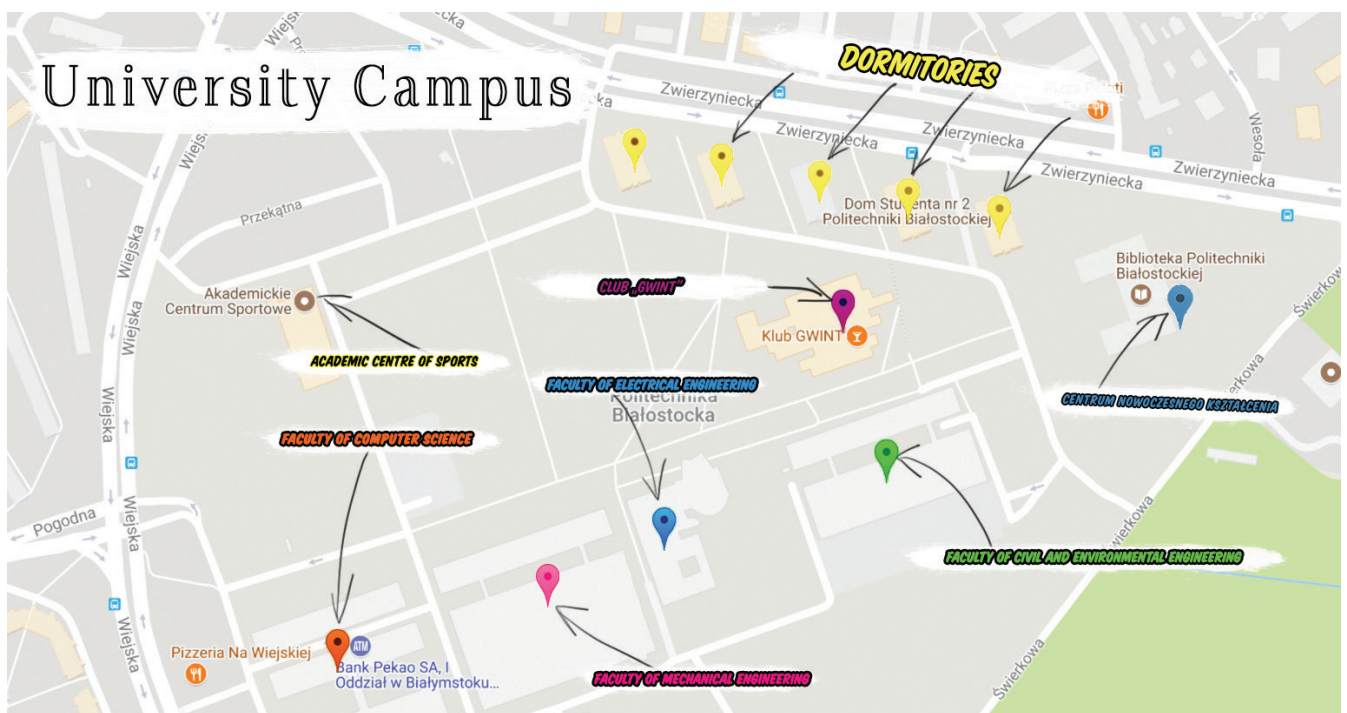 University Campus
DORMITORIES
Wiejska
Zwierzyniecka
Zwierzyniecka
Zwierzyniecka
Zwierzyniecka
Zwierzyniecka
Wesoła
Wiejska
Przekątna
Dom Studenta nr 2
Politechniki Białostockiej
Wiejska
Biblioteka Politechniki
Białostockiej
Świerkowa
CLUB „GWINT”
Akademickie
Centrum Sportowe
Klub GWINT
Wiejska
ACADEMIC CENTRE OF SPORTS
FACULTY OF ELECTRICAL ENGINEERING
Politechnika
Białostocka
CENTRUM NOWOCZESNEGO KSZTAŁCENIA
Wiejska
FACULTY OF COMPUTER SCIENCE
Pogodna
Wiejska
FACULTY OF CIVIL AND ENVIRONMENTAL ENGINEERING
Wiejska
Pizzeria Na Wiejskiej
ATM
Bank Pekao SA, I
Oddział w Białymstoku...
FACULTY OF MECHANICAL ENGINEERING
Świerkowa